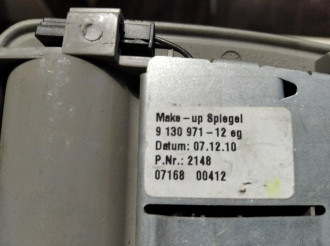 Make-up Spiegel
9 130 971-12 eg
Datum: 07.12.10
P.Nr.: 2148
07168 00412